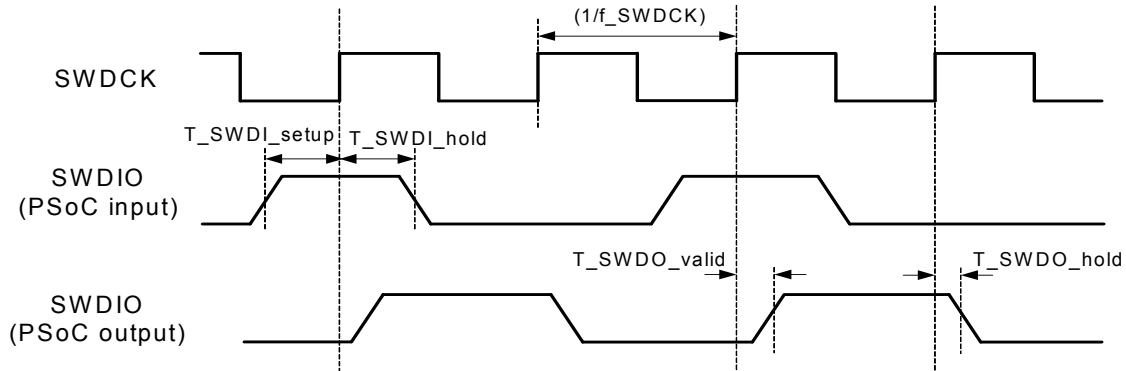 (1/f_SWDCK)
SWDCK
T_SWDI_setup
T_SWDI_hold
SWDIO
(PSoC input)
T_SWDO_valid
T_SWDO_hold
SWDIO
(PSoC output)